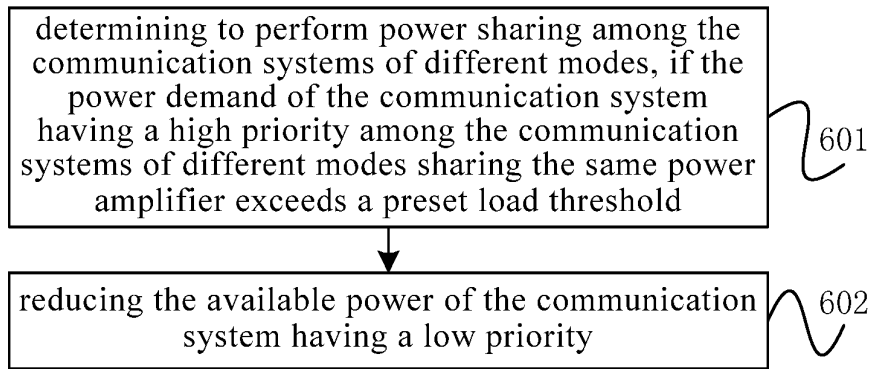 determining to perform power sharing among the
communication systems of different modes, if the
power demand of the communication system
having a high priority among the communication
systems of different modes sharing the same power
amplifier exceeds a preset load threshold
601
reducing the available power of the communication
system having a low priority
602